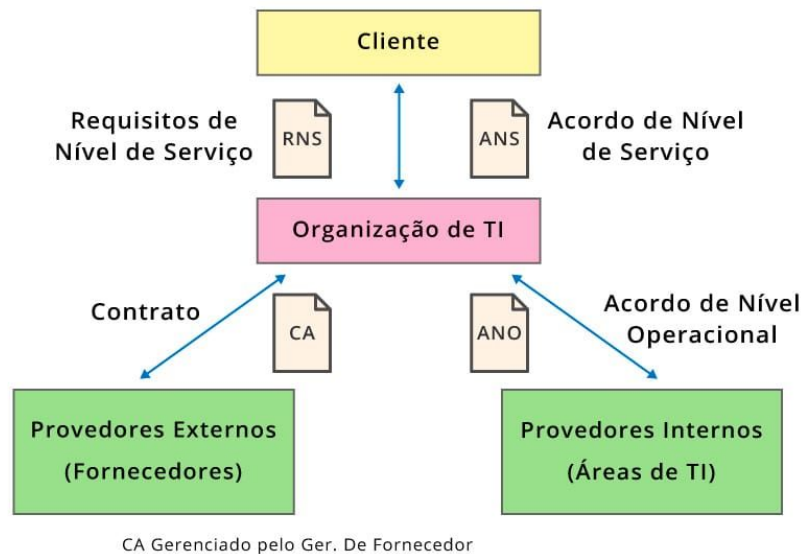 Cliente
Requisitos de
Nível de Serviço
RNS
ANS
Acordo de Nível
de Serviço
Organização de TI
Contrato
CA
ANO
Acordo de Nível
Operacional
Provedores Externos
(Fornecedores)
Provedores Internos
(Áreas de TI)
CA Gerenciado pelo Ger. De Fornecedor